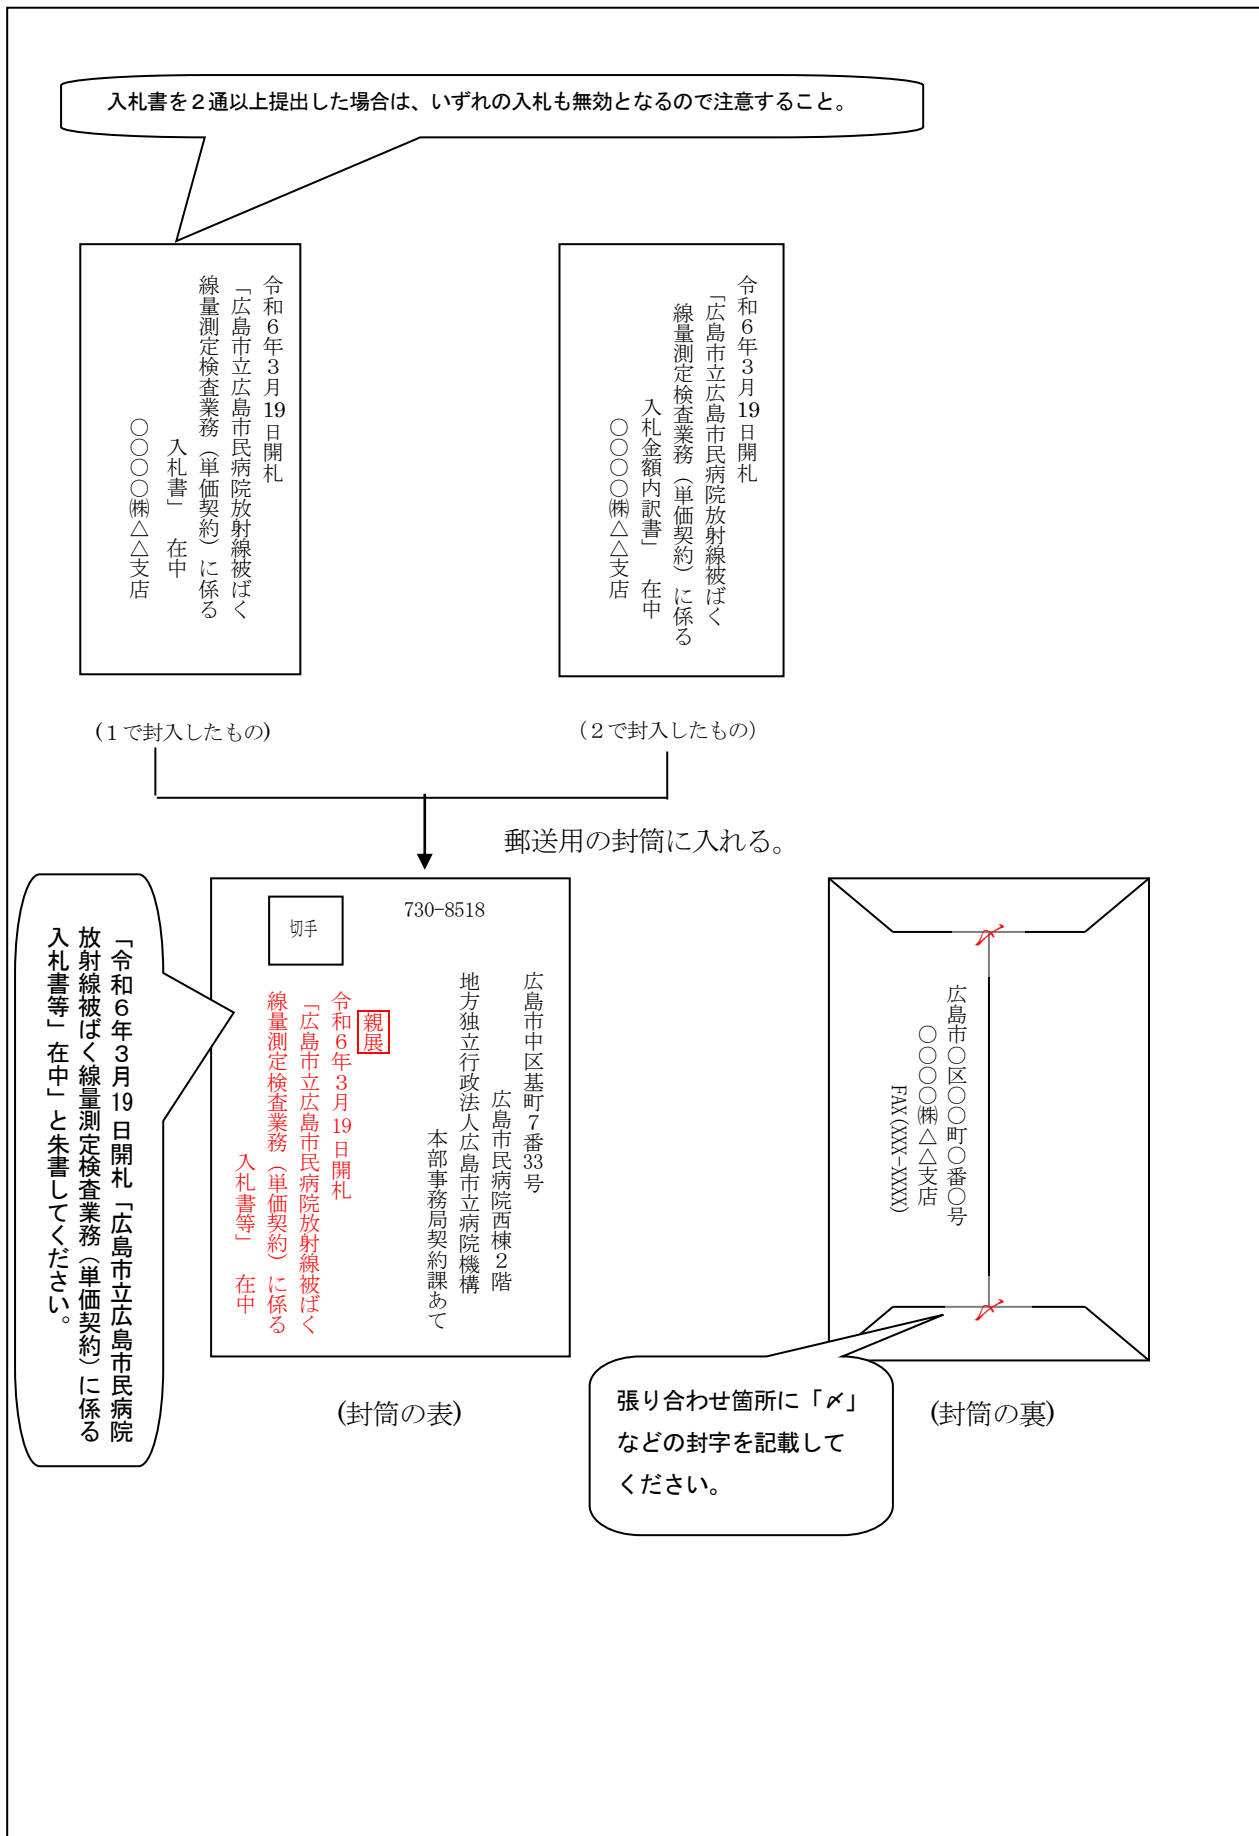 入札書を２通以上提出した場合は、いずれの入札も無効となるので注意すること。
令和６年３月19日開札
「広島市立広島市民病院放射線被ばく
線量測定検査業務（単価契約）に係る
入札書」　在中
○○○○㈱△△支店
令和６年３月19日開札
「広島市立広島市民病院放射線被ばく
線量測定検査業務（単価契約）に係る
入札金額内訳書」　在中
○○○○㈱△△支店
(１で封入したもの)
（２で封入したもの）
郵送用の封筒に入れる。
「令和６年３月19日開札「広島市立広島市民病院
放射線被ばく線量測定検査業務（単価契約）に係る
入札書等」在中」と朱書してください。
切手
730-8518
広島市中区基町７番33号
広島市民病院西棟２階
地方独立行政法人広島市立病院機構
本部事務局契約課あて
親展
令和６年３月19日開札
「広島市立広島市民病院放射線被ばく
線量測定検査業務（単価契約）に係る
入札書等」　在中
(封筒の表)
〆
広島市○区○○町○番○号
○○○○㈱△△支店
FAX(XXX-XXXX)
〆
張り合わせ箇所に「〆」
などの封字を記載して
ください。
(封筒の裏)